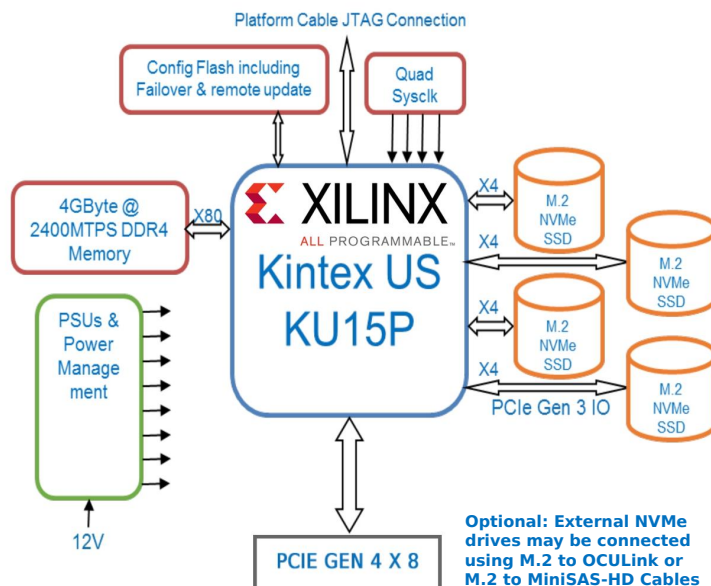 Platform Cable JTAG Connection
Config Flash including
Failover & remote update
Quad
Sysclk
4GByte @
2400MTPS DDR4
Memory
X80
XILINX
ALL PROGRAMMABLE™
Kintex US
KU15P
X4
M.2
NVMe
SSD
X4
M.2
NVMe
SSD
X4
M.2
NVMe
SSD
X4
M.2
NVMe
SSD
PCIe Gen 3 IO
PSUs &
Power
Manage
ment
12V
PCIE GEN 4 X 8
Optional: External NVMe
drives may be connected
using M.2 to OCULink or
M.2 to MiniSAS-HD Cables